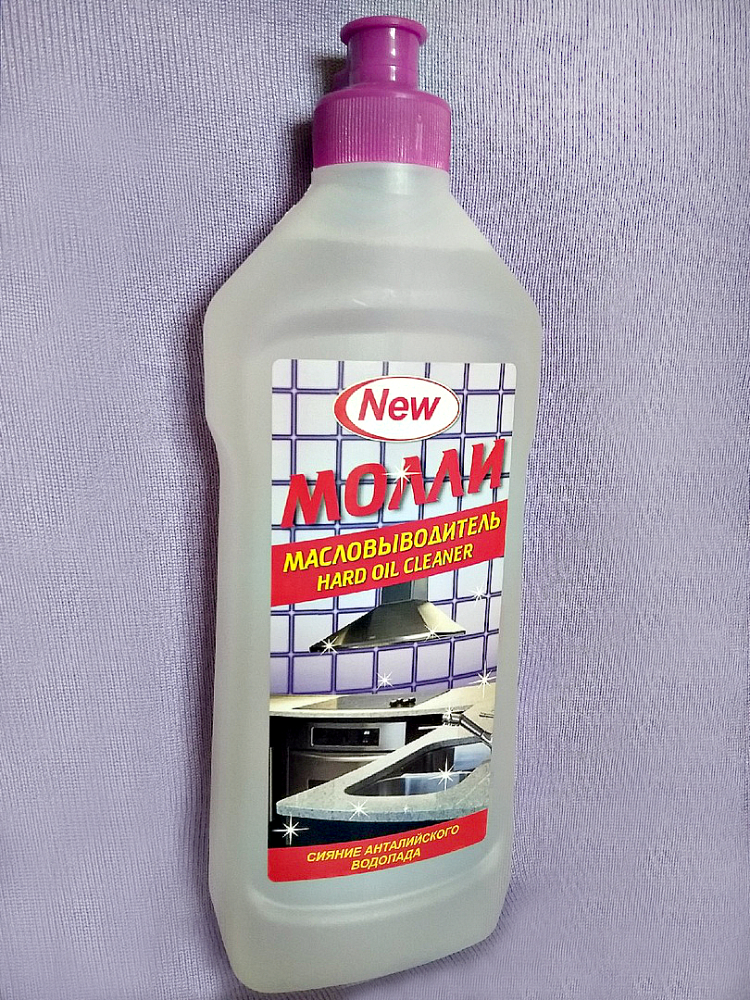 New
МОЛЛИ
МАСЛОВЫВОДИТЕЛЬ
HARD OIL CLEANER
СИЯНИЕ АНТАЛИЙСКОГО
ВОДОПАДА